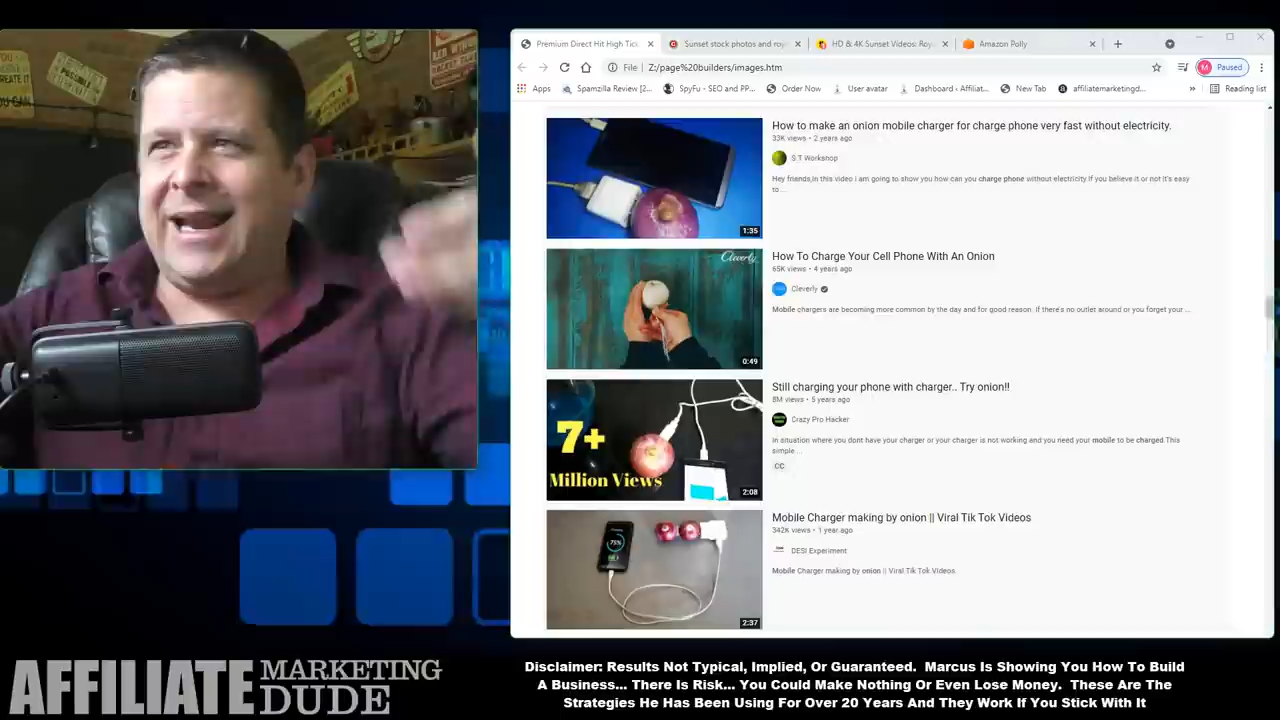 Premium Direct Hit High Tick
Sunset stock photos and roy
HD & 4K Sunset Videos: Roy
Amazon Polly
File
Z:/page%20builders/images.htm
M
Paused
Apps
Spamzilla Review [2...
SpyFu - SEO and PP...
Order Now
User avatar
Dashboard ‹ Affiliat...
New Tab
affiliatemarketingd...
»
Reading list
How to make an onion mobile charger for charge phone very fast without electricity.
33K views • 2 years ago
S.T Workshop
Hey friends,in this video i am going to show you how can you charge phone without electricity.If you believe it or not it's easy
to ...
1:35
Cleverly
How To Charge Your Cell Phone With An Onion
65K views • 4 years ago
Cleverly
Mobile chargers are becoming more common by the day and for good reason. If there's no outlet around or you forget your ...
0:49
Still charging your phone with charger.. Try onion!!
8M views • 5 years ago
Crazy Pro Hacker
in situation where you dont have your charger or your charger is not working and you need your mobile to be charged.This
simple ...
CC
7+
Million Views
2:08
Mobile Charger making by onion || Viral Tik Tok Videos
342K views • 1 year ago
DESI Experiment
Mobile Charger making by onion || Viral Tik Tok Videos.
75%
2:37
AFFILIATE MARKETING DUDE
Disclaimer: Results Not Typical, Implied, Or Guaranteed. Marcus Is Showing You How To Build
A Business... There Is Risk... You Could Make Nothing Or Even Lose Money. These Are The
Strategies He Has Been Using For Over 20 Years And They Work If You Stick With It